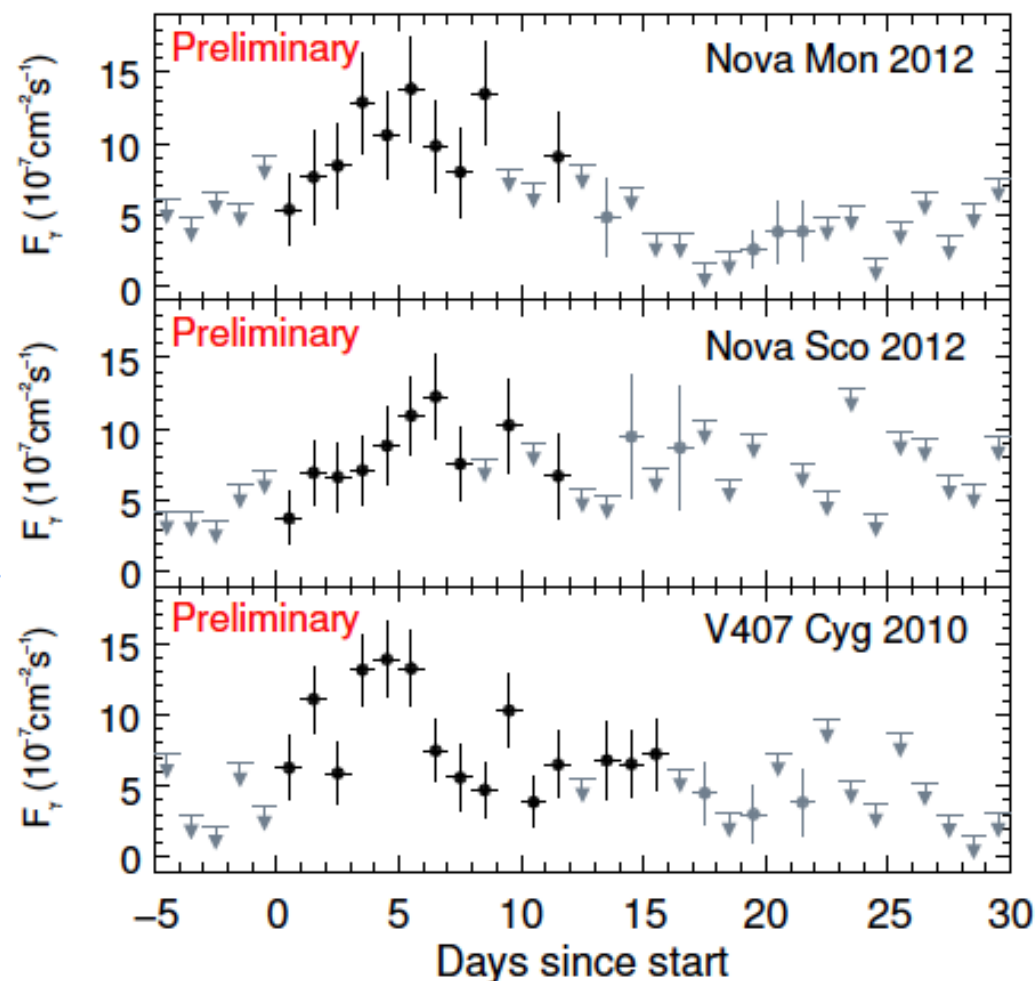 Preliminary
Nova Mon 2012
15
10
5
0
Fγ (10⁻⁷cm⁻²s⁻¹)
Preliminary
Nova Sco 2012
15
10
5
0
Fγ (10⁻⁷cm⁻²s⁻¹)
Preliminary
V407 Cyg 2010
15
10
5
0
Fγ (10⁻⁷cm⁻²s⁻¹)
−5 0 5 10 15 20 25 30
Days since start